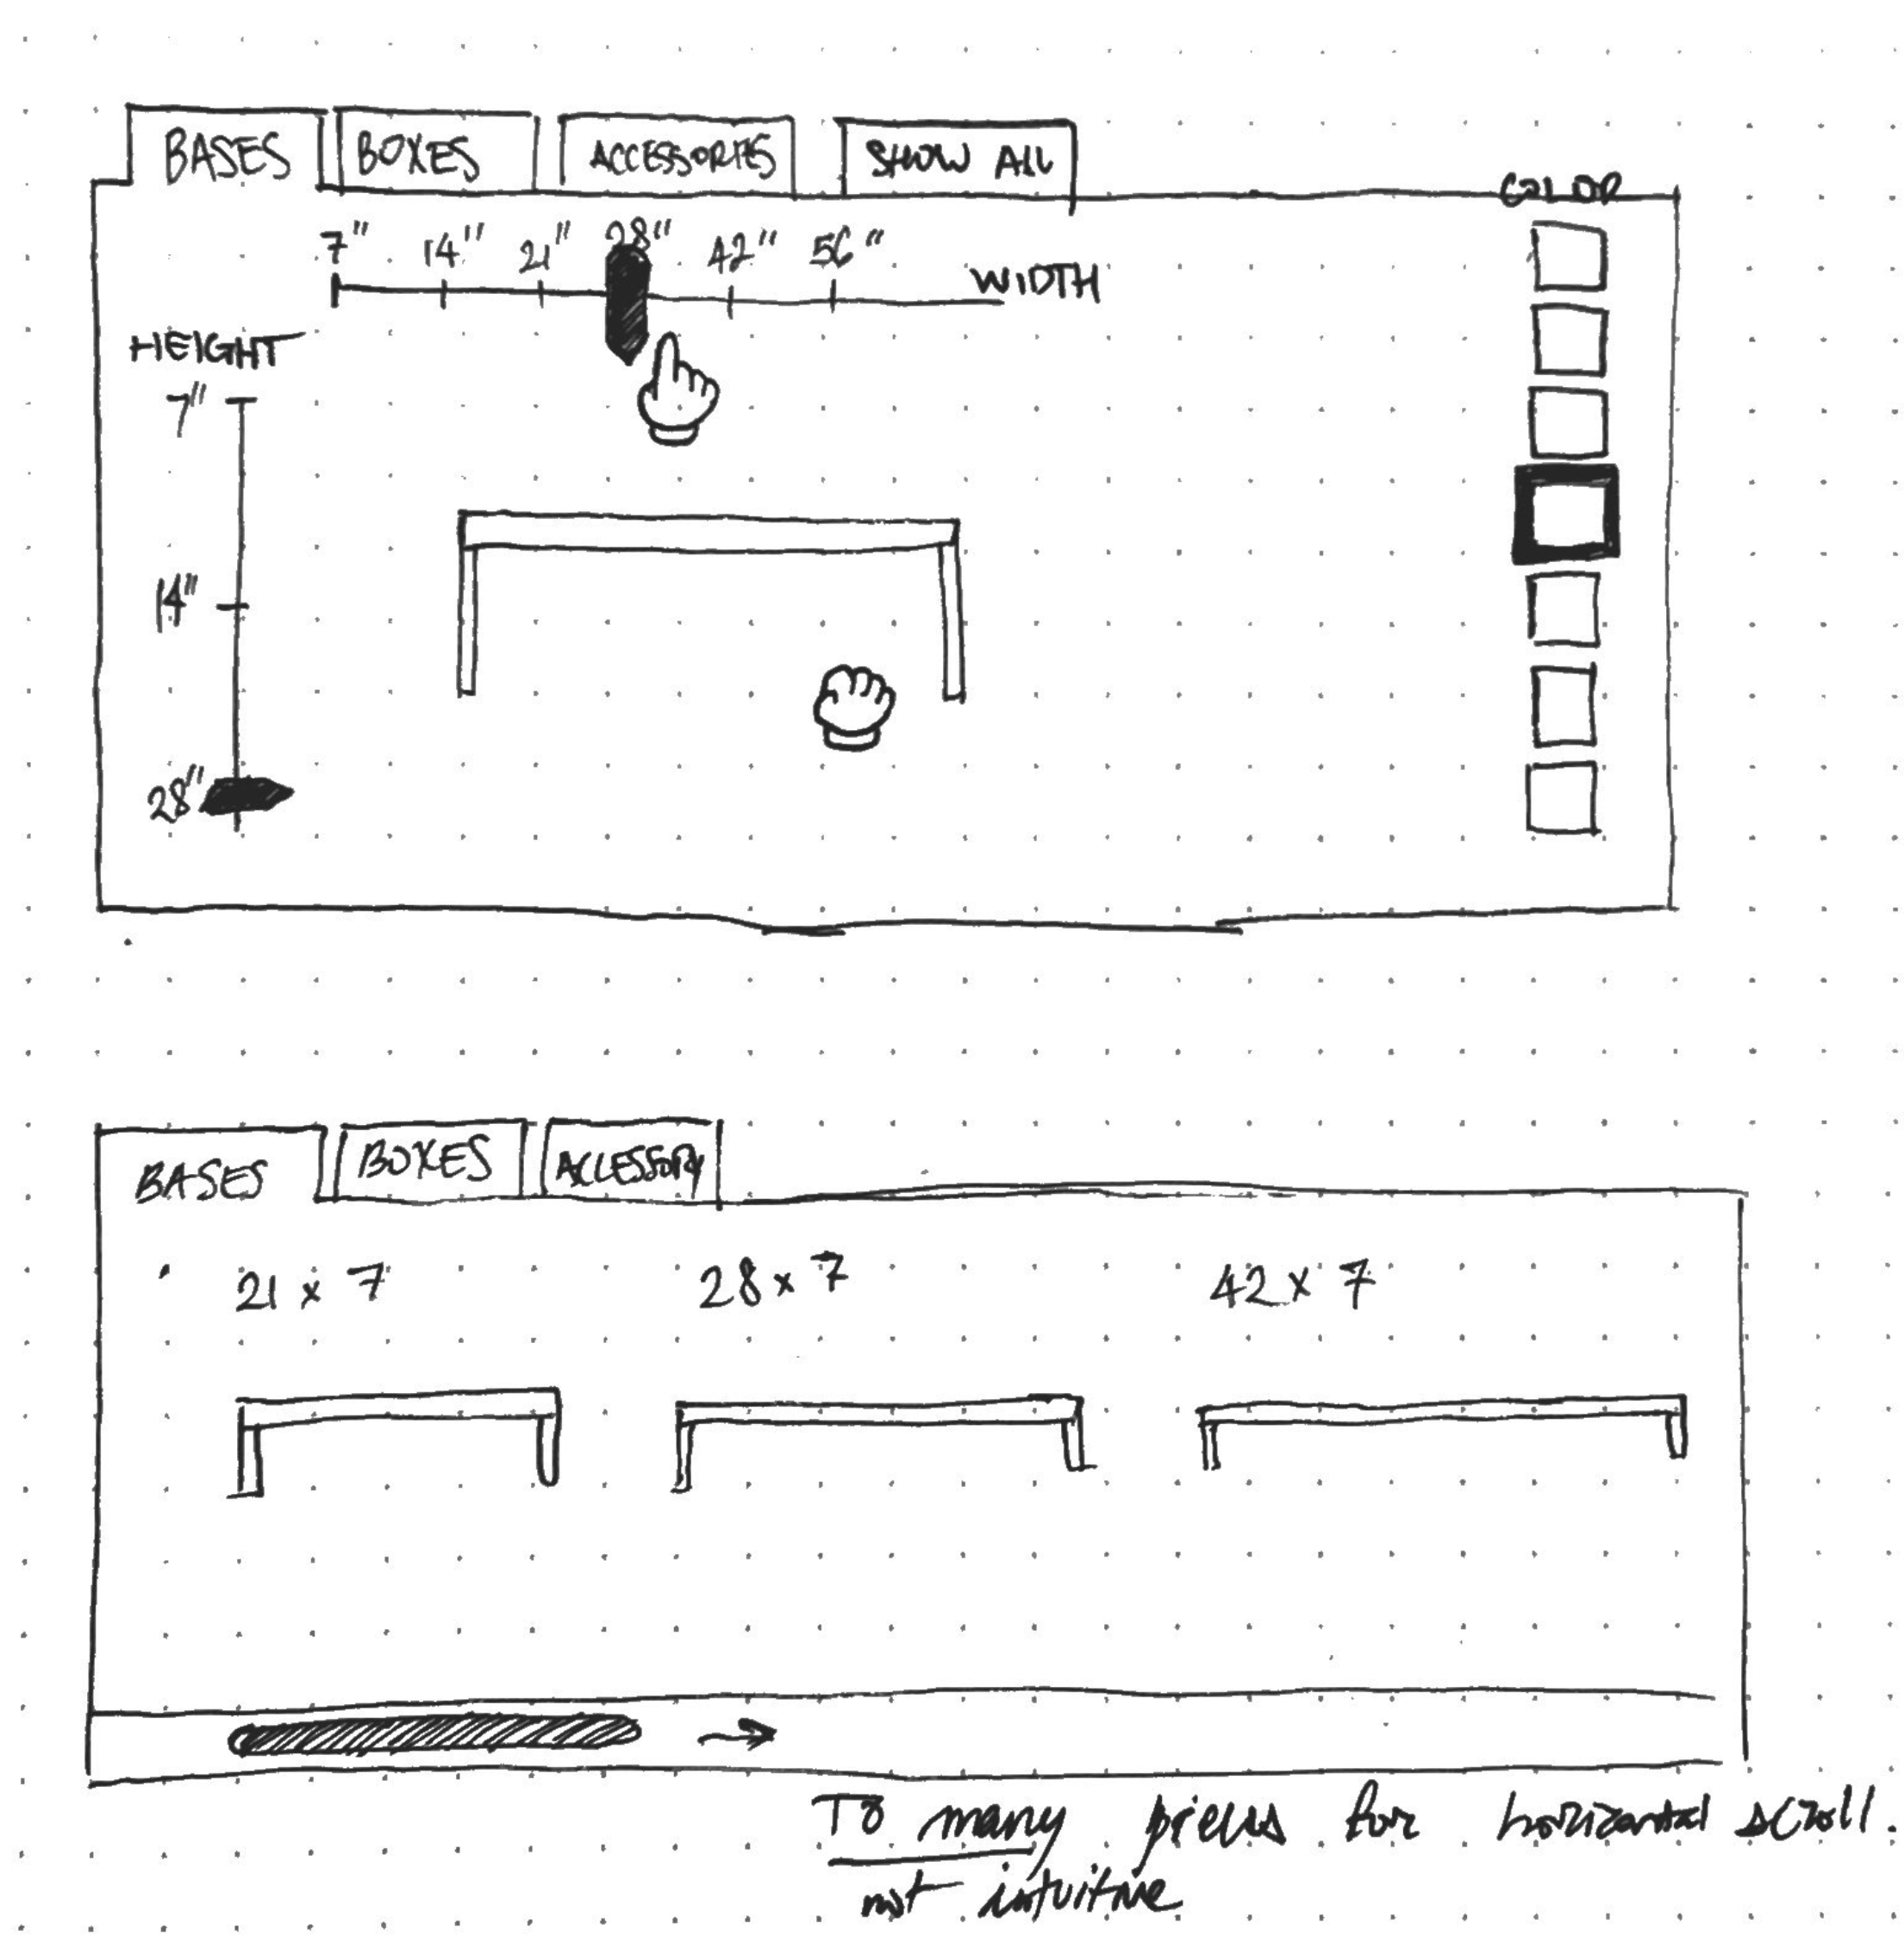 BASES BOXES ACCESSORIES SHOW ALL
COLOR
7" 14" 21" 28" 42" 56"
WIDTH
HEIGHT
7"
14"
28"
BASES BOXES ACCESSORY
21 x 7 28 x 7 42 x 7
To many pieces for horizontal scroll.
not intuitive